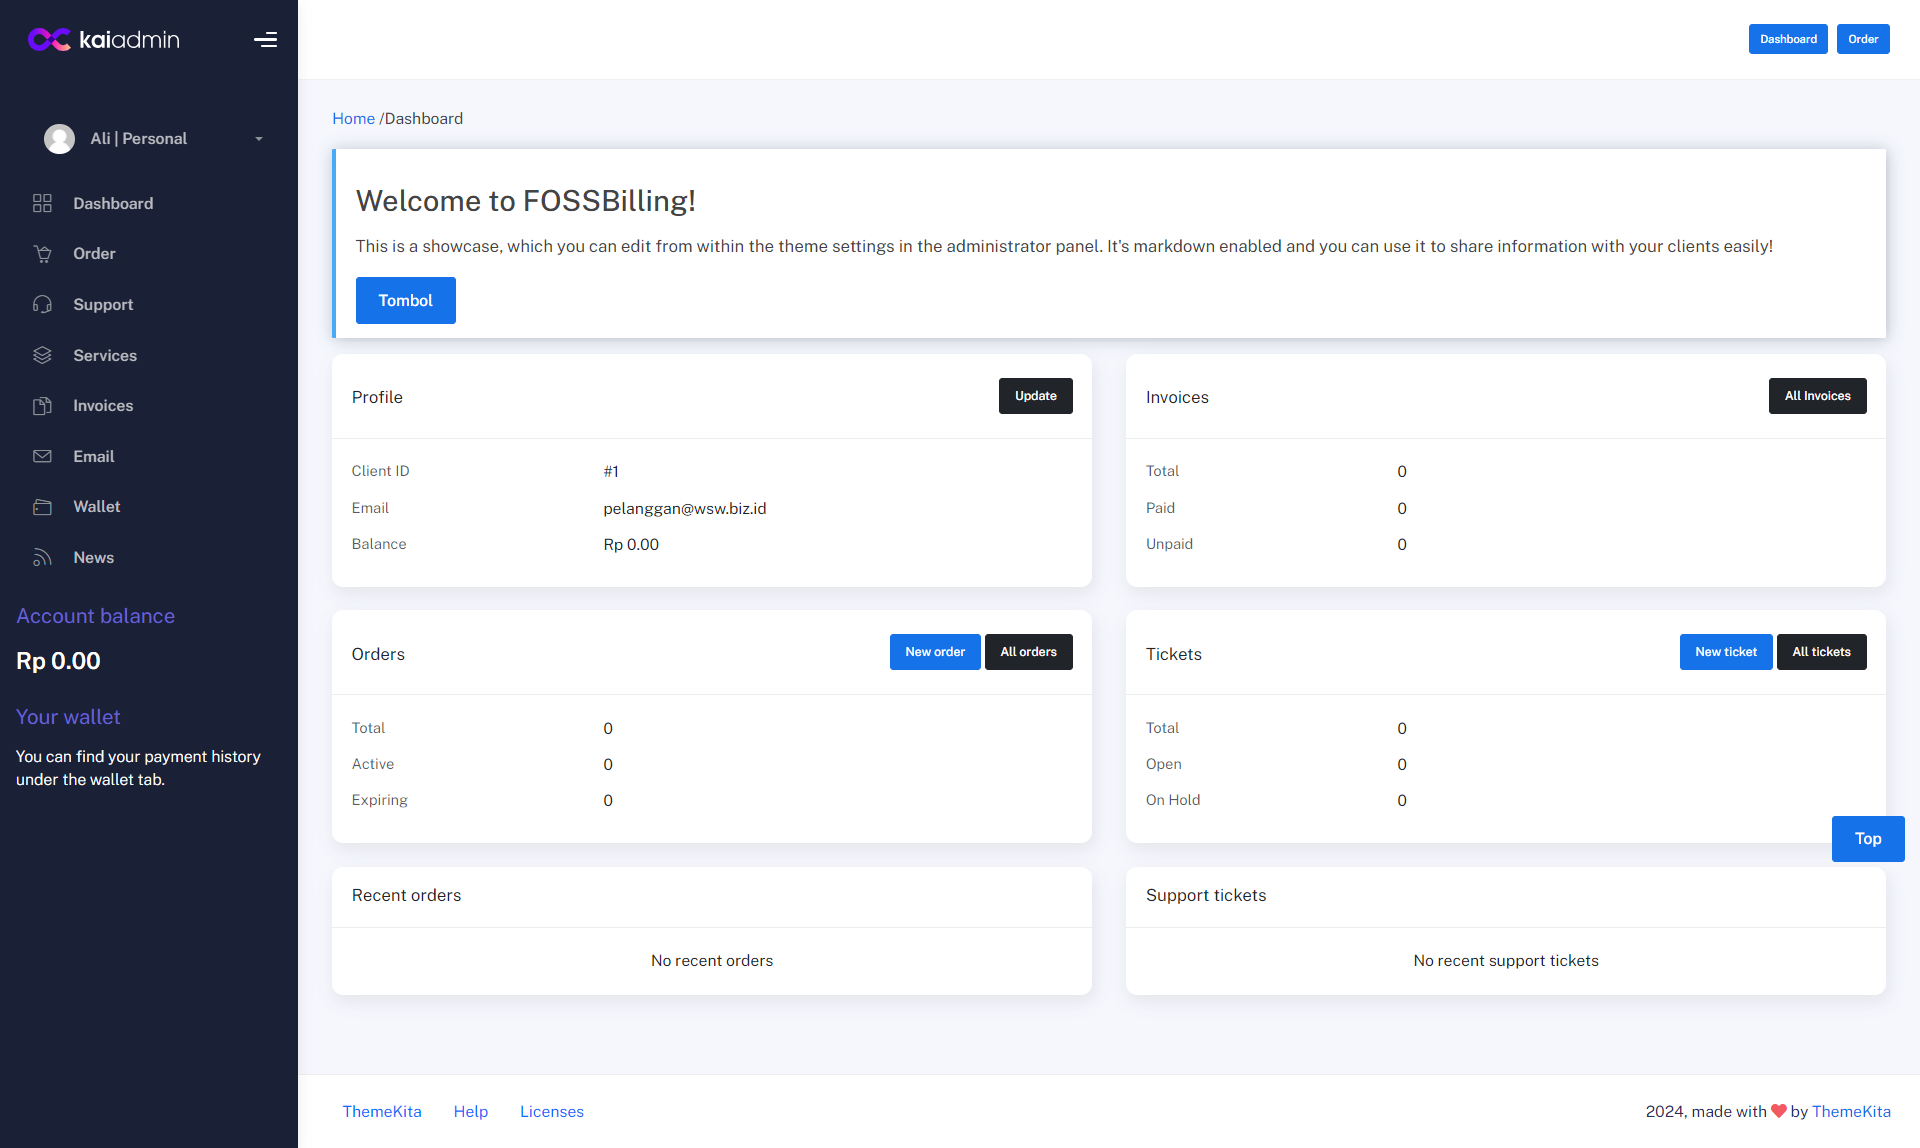 kaiadmin
Dashboard Order
Ali | Personal
Dashboard
Order
Support
Services
Invoices
Email
Wallet
News
Account balance
Rp 0.00
Your wallet
You can find your payment history
under the wallet tab.
Home /Dashboard
Welcome to FOSSBilling!
This is a showcase, which you can edit from within the theme settings in the administrator panel. It's markdown enabled and you can use it to share information with your clients easily!
Tombol
Profile Update
Client ID #1
Email pelanggan@wsw.biz.id
Balance Rp 0.00
Invoices All Invoices
Total 0
Paid 0
Unpaid 0
Orders New order All orders
Total 0
Active 0
Expiring 0
Tickets New ticket All tickets
Total 0
Open 0
On Hold 0
Top
Recent orders
No recent orders
Support tickets
No recent support tickets
ThemeKita Help Licenses
2024, made with ❤ by ThemeKita